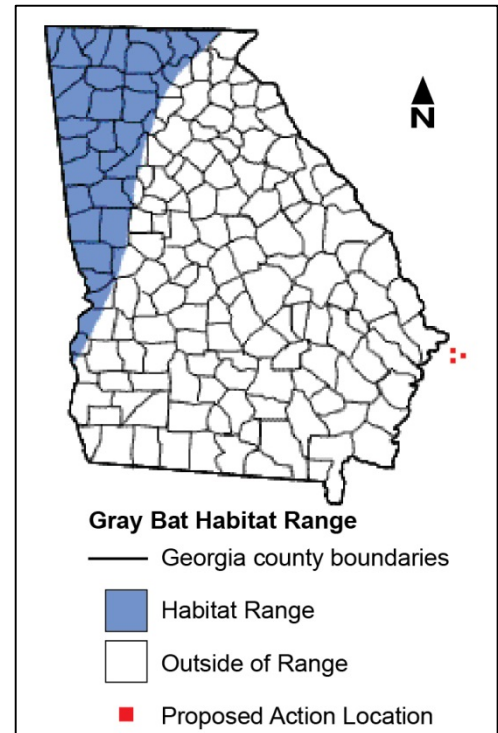 N
Gray Bat Habitat Range
Georgia county boundaries
Habitat Range
Outside of Range
Proposed Action Location